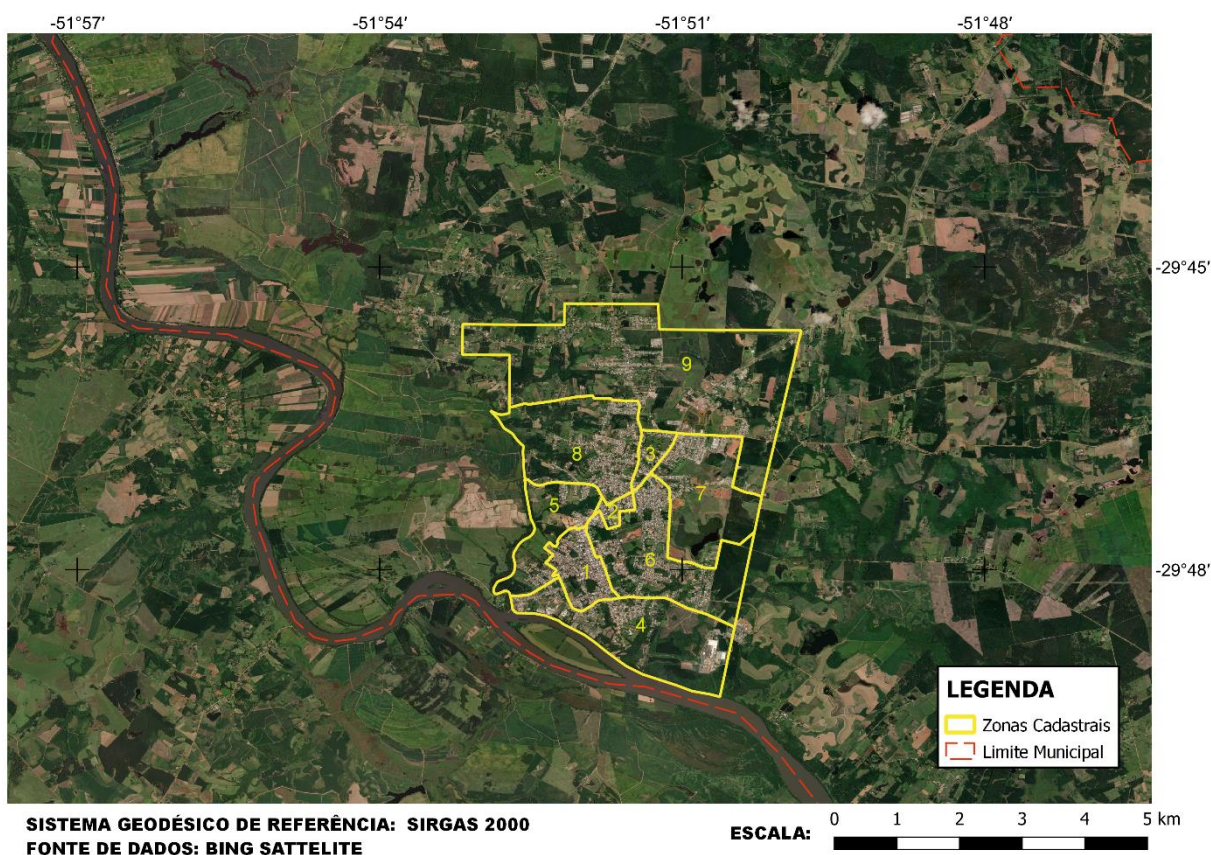 -51°57' -51°54' -51°51' -51°48'
-29°45'
9
8 3
7
5
2
6
1
-29°48'
4
LEGENDA
Zonas Cadastrais
Limite Municipal
SISTEMA GEODÉSICO DE REFERÊNCIA: SIRGAS 2000
FONTE DE DADOS: BING SATTELITE
ESCALA:
0 1 2 3 4 5 km